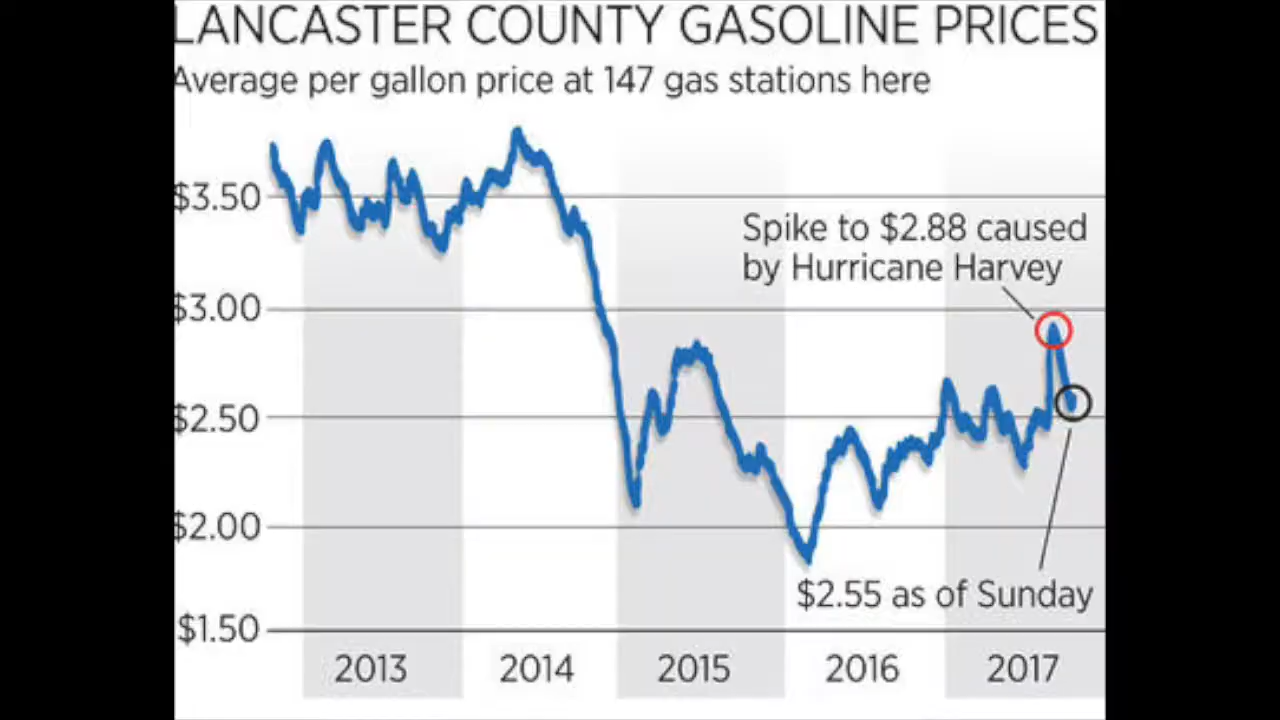 LANCASTER COUNTY GASOLINE PRICES
Average per gallon price at 147 gas stations here
$3.50
Spike to $2.88 caused
by Hurricane Harvey
$3.00
$2.50
$2.00
$2.55 as of Sunday
$1.50
2013 2014 2015 2016 2017